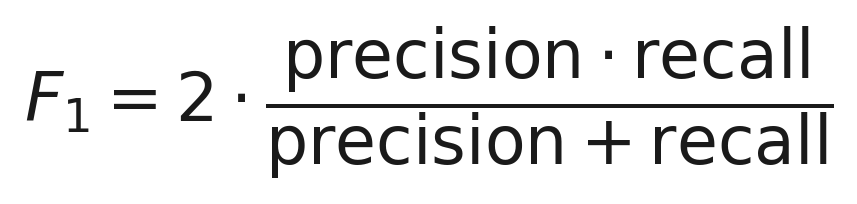 F₁ = 2 · (precision · recall) / (precision + recall)